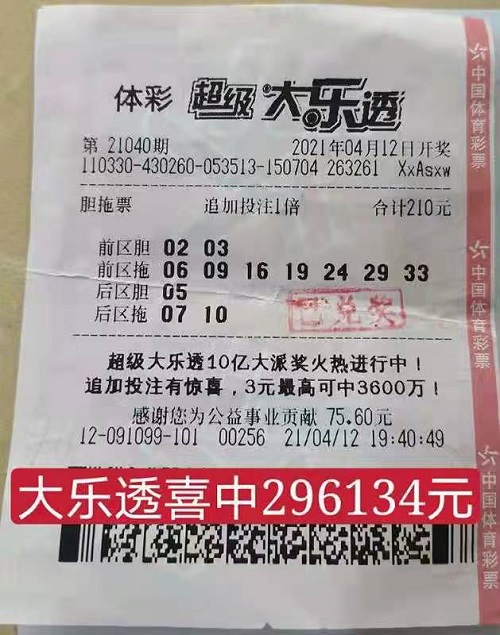 体彩 超级大乐透
第 21040期 2021年04月12日开奖
110330-430260-053513-150704 263261 XxAsxw
胆拖票 追加投注1倍 合计210元
前区胆 02 03
前区拖 06 09 16 19 24 29 33
后区胆 05
后区拖 07 10
已兑奖
超级大乐透10亿大派奖火热进行中！
追加投注有惊喜，3元最高可中3600万！
感谢您为公益事业贡献 75.60元
12-091099-101 00256 21/04/12 19:40:49
大乐透喜中296134元
中国体育彩票
中国体育彩票
中国体育彩票